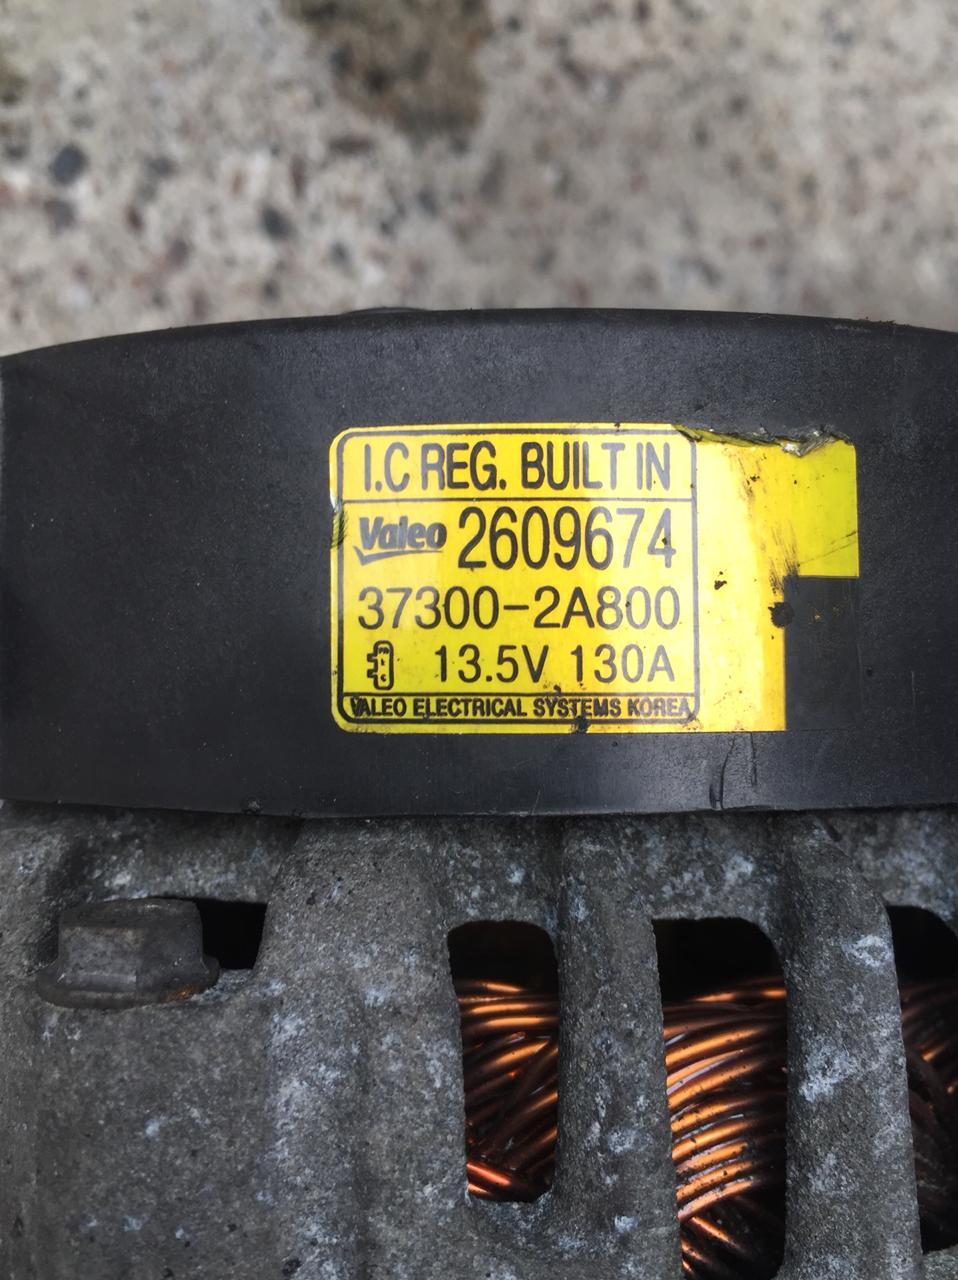 I.C REG. BUILT IN
Valeo 2609674
37300-2A800
13.5V 130A
VALEO ELECTRICAL SYSTEMS KOREA